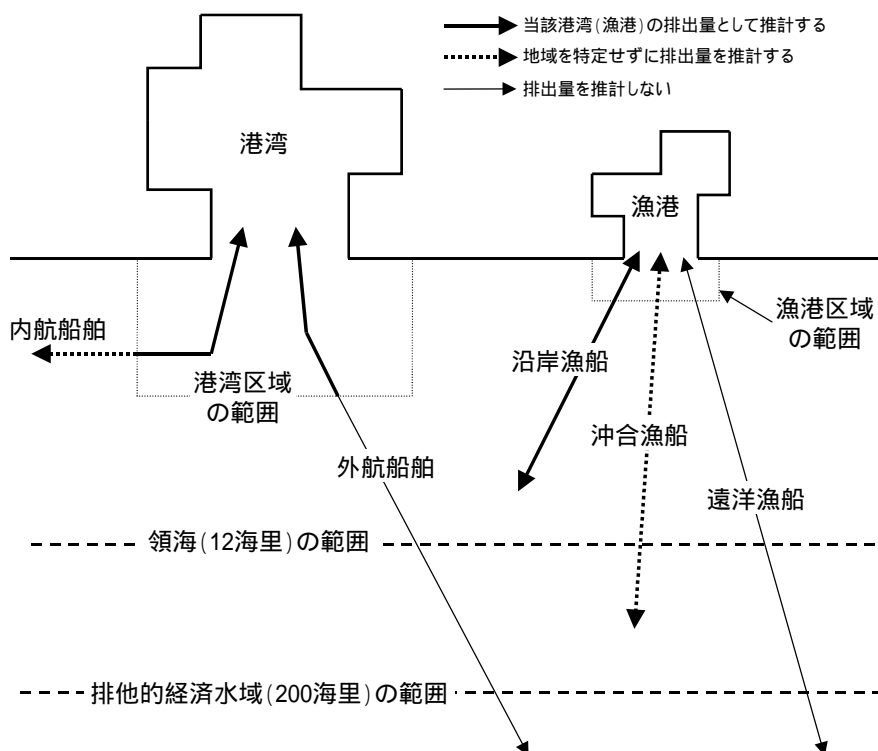 当該港湾(漁港)の排出量として推計する
地域を特定せずに排出量を推計する
排出量を推計しない
港湾
漁港
漁港区域
の範囲
内航船舶
港湾区域
の範囲
沿岸漁船
沖合漁船
外航船舶
遠洋漁船
領海(12海里)の範囲
排他的経済水域(200海里)の範囲